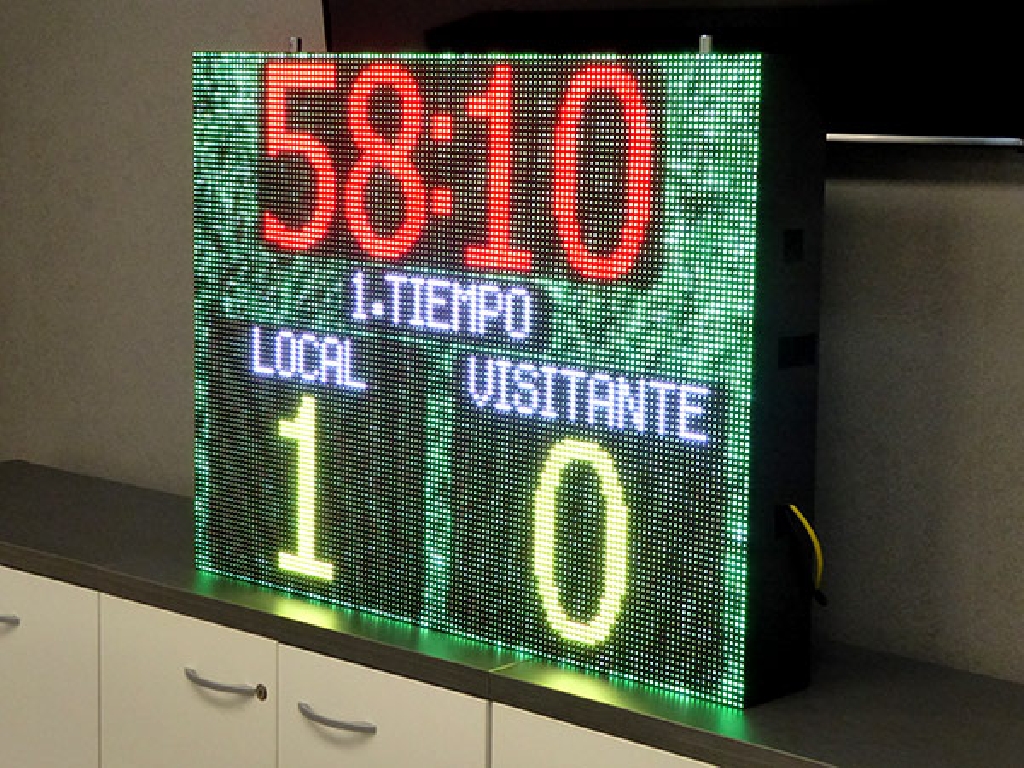 58:10
1.TIEMPO
LOCAL VISITANTE
1 0